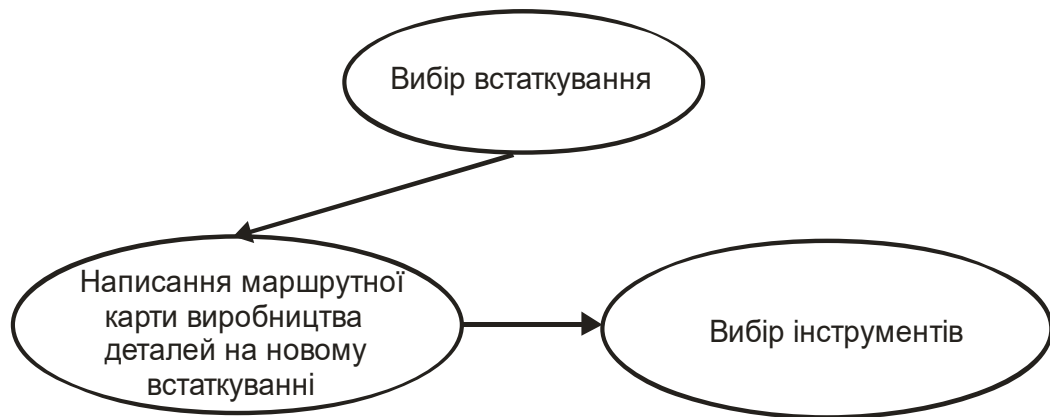 Вибір встаткування
Написання маршрутної
карти виробництва
деталей на новому
встаткуванні
Вибір інструментів